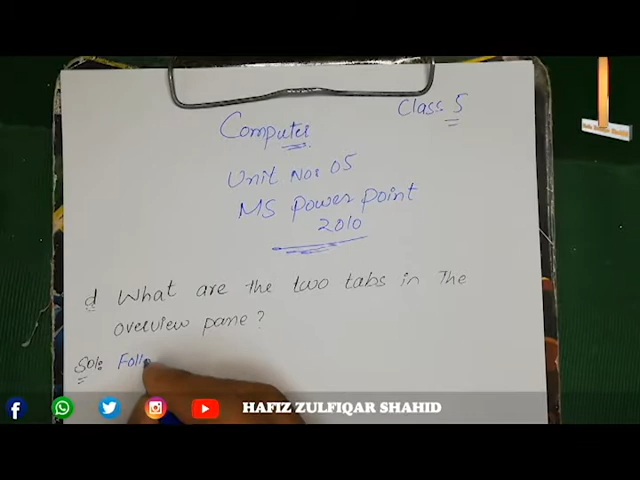 Class 5
Computer
Unit No: 05
MS Power Point
2010
d What are the two tabs in the
overview pane?
Sol: Follo
HAFIZ ZULFIQAR SHAHID